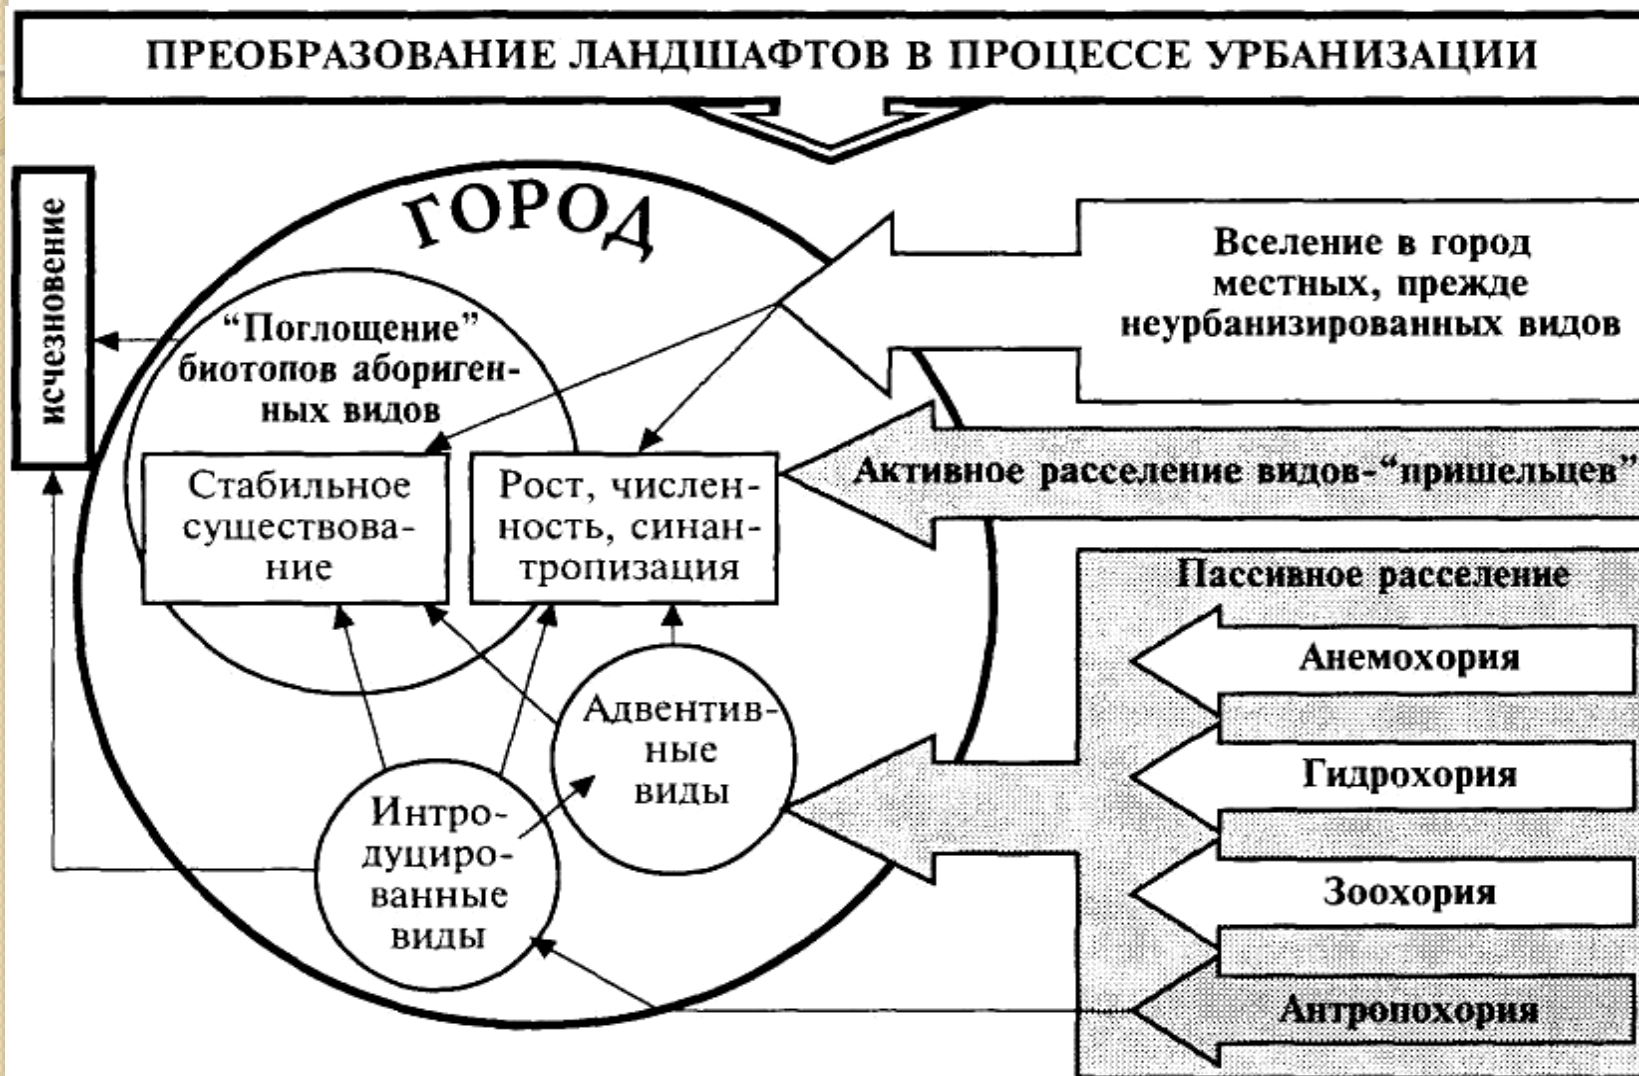 ПРЕОБРАЗОВАНИЕ ЛАНДШАФТОВ В ПРОЦЕССЕ УРБАНИЗАЦИИ
ГОРОД
исчезновение
“Поглощение”
биотопов абориген-
ных видов
Стабильное
существова-
ние
Рост, числен-
ность, синан-
тропизация
Адвентив-
ные
виды
Интро-
дуциро-
ванные
виды
Вселение в город
местных, прежде
неурбанизированных видов
Активное расселение видов-“пришельцев”
Пассивное расселение
Анемохория
Гидрохория
Зоохория
Антропохория